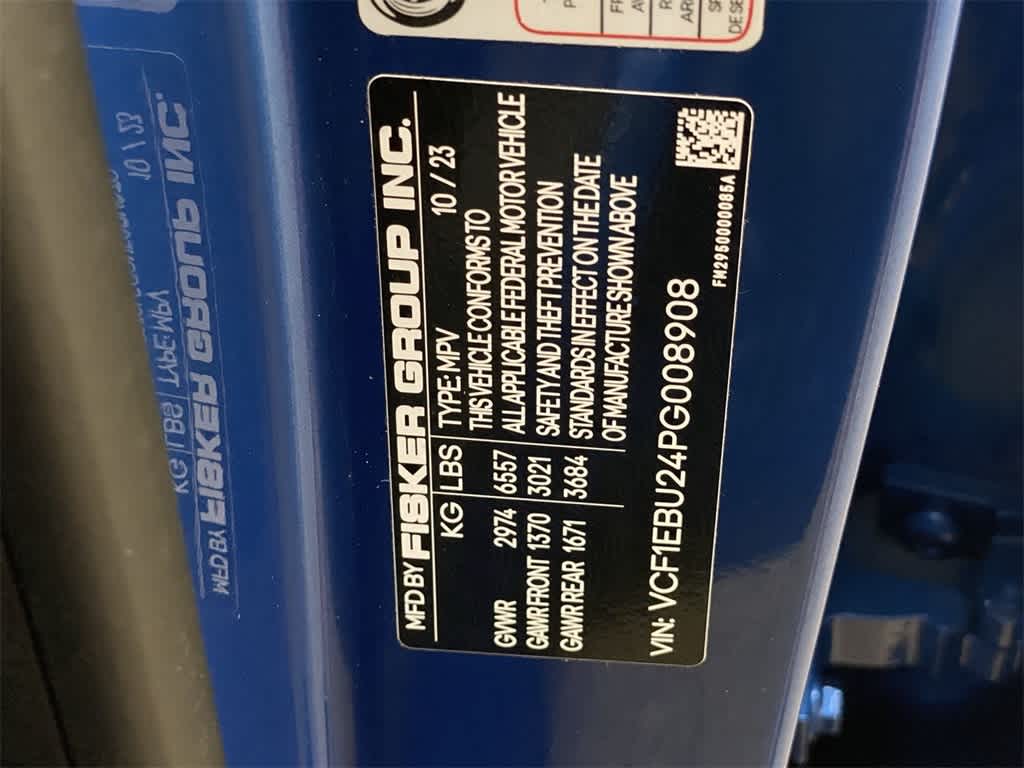 MFD BY FISKER GROUP INC.
KG LBS TYPE: MPV 10 / 23
THIS VEHICLE CONFORMS TO
GVWR 2974 6557 ALL APPLICABLE FEDERAL MOTOR VEHICLE
GAWR FRONT 1370 3021 SAFETY AND THEFT PREVENTION
GAWR REAR 1671 3684 STANDARDS IN EFFECT ON THE DATE
OF MANUFACTURE SHOWN ABOVE
VIN: VCF1EBU24PG008908
FM29S0000085A